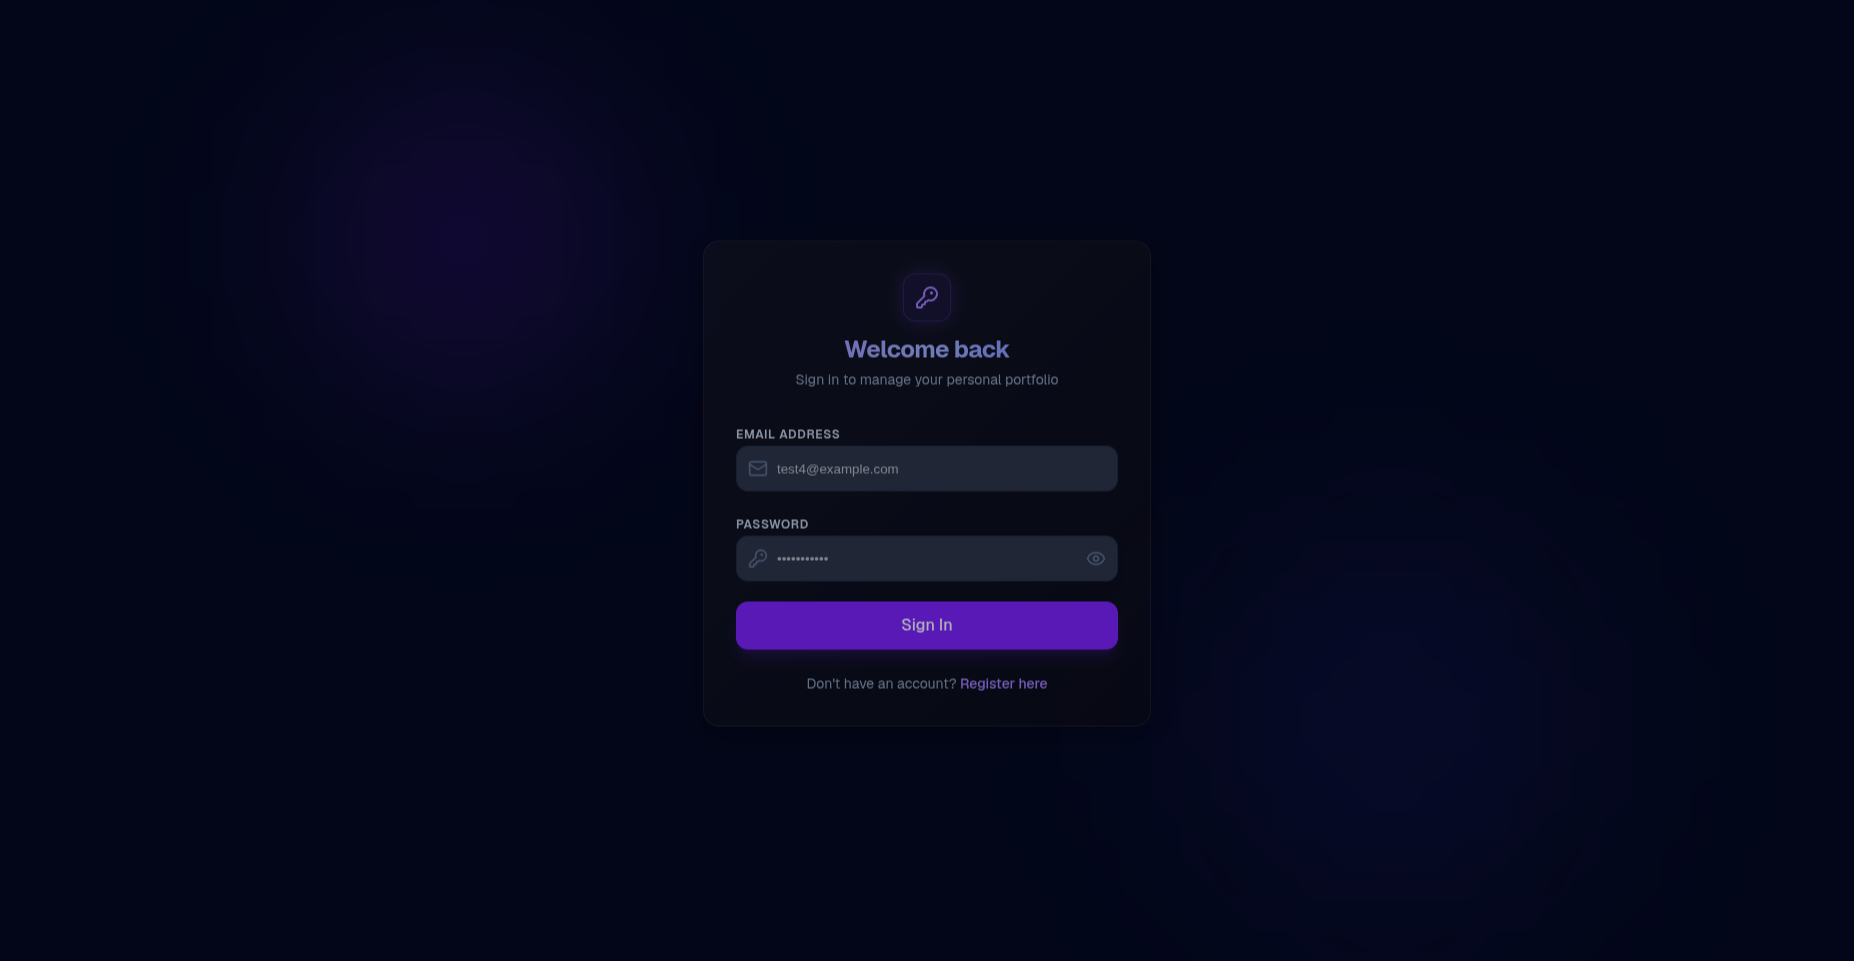 Welcome back
Sign in to manage your personal portfolio
EMAIL ADDRESS
test4@example.com
PASSWORD
•••••••••••
Sign In
Don't have an account? Register here